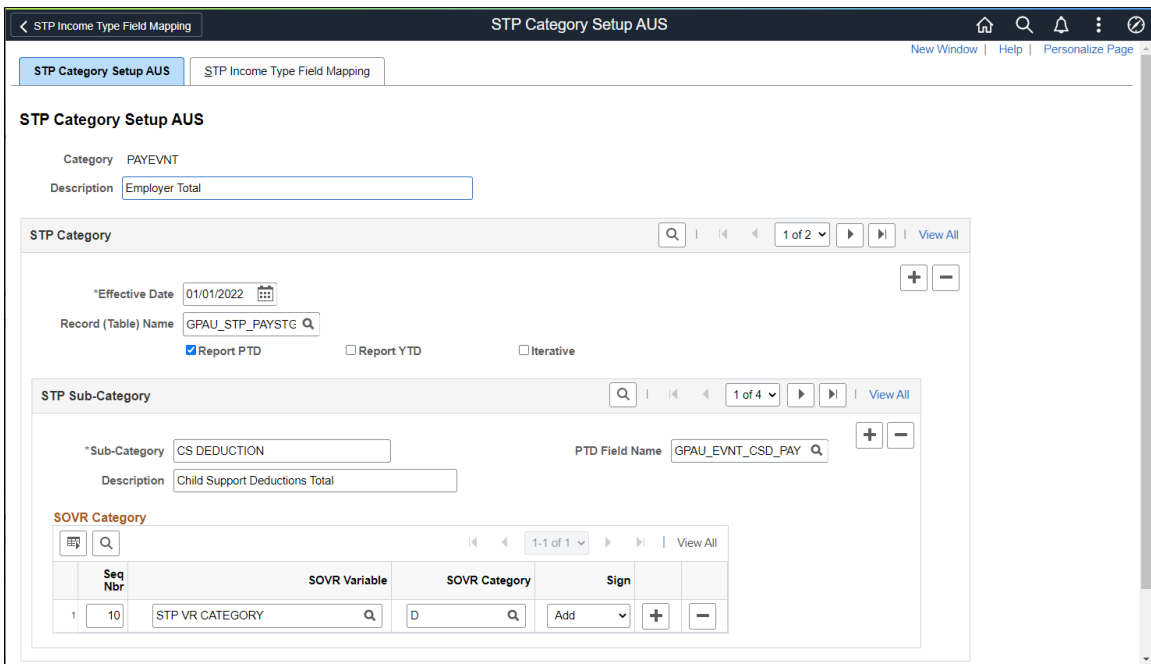 STP Income Type Field Mapping
STP Category Setup AUS
New Window | Help | Personalize Page
STP Category Setup AUS
STP Income Type Field Mapping
STP Category Setup AUS
Category PAYEVNT
Description Employer Total
STP Category
1 of 2
View All
*Effective Date 01/01/2022
Record (Table) Name GPAU_STP_PAYSTG
Report PTD
Report YTD
Iterative
STP Sub-Category
1 of 4
View All
*Sub-Category CS DEDUCTION
PTD Field Name GPAU_EVNT_CSD_PAY
Description Child Support Deductions Total
SOVR Category
1-1 of 1
View All
Seq Nbr
SOVR Variable
SOVR Category
Sign
1 10 STP VR CATEGORY D Add